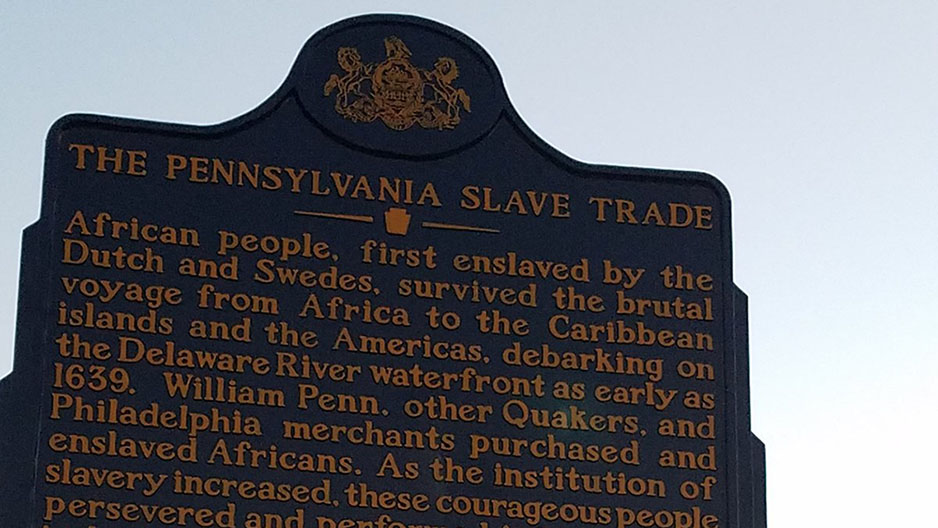 THE PENNSYLVANIA SLAVE TRADE
African people, first enslaved by the
Dutch and Swedes, survived the brutal
voyage from Africa to the Caribbean
islands and the Americas, debarking on
the Delaware River waterfront as early as
1639. William Penn, other Quakers, and
Philadelphia merchants purchased and
enslaved Africans. As the institution of
slavery increased, these courageous people
persevered and